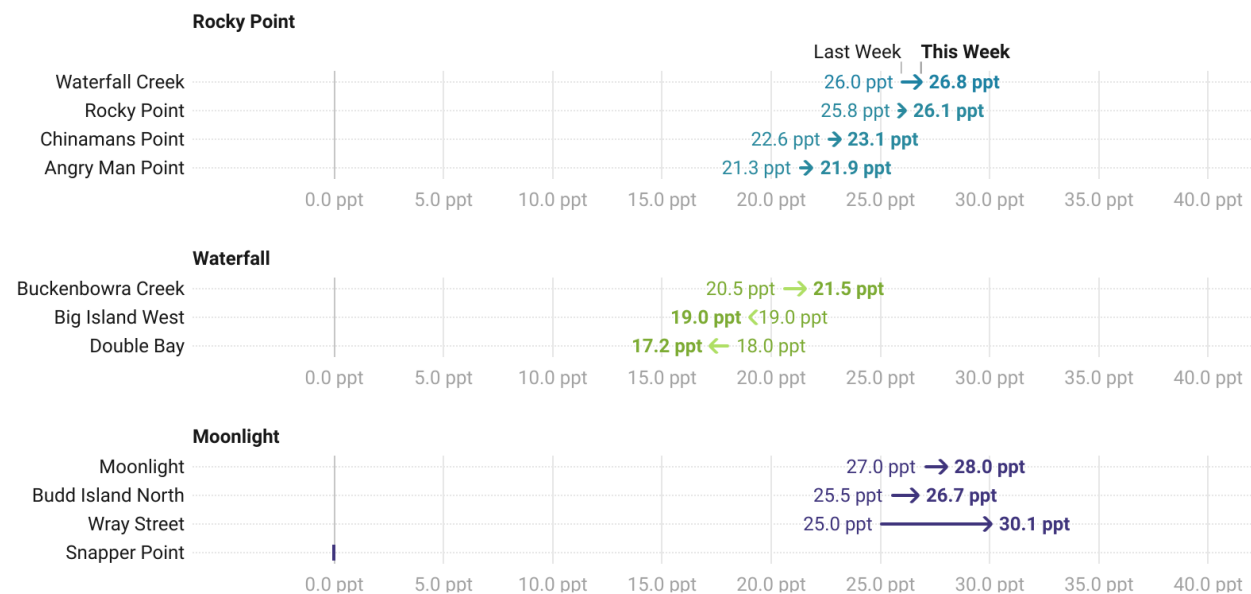 Rocky Point
Last Week This Week
Waterfall Creek 26.0 ppt 26.8 ppt
Rocky Point 25.8 ppt 26.1 ppt
Chinamans Point 22.6 ppt 23.1 ppt
Angry Man Point 21.3 ppt 21.9 ppt
0.0 ppt 5.0 ppt 10.0 ppt 15.0 ppt 20.0 ppt 25.0 ppt 30.0 ppt 35.0 ppt 40.0 ppt
Waterfall
Buckenbowra Creek 20.5 ppt 21.5 ppt
Big Island West 19.0 ppt 19.0 ppt
Double Bay 17.2 ppt 18.0 ppt
0.0 ppt 5.0 ppt 10.0 ppt 15.0 ppt 20.0 ppt 25.0 ppt 30.0 ppt 35.0 ppt 40.0 ppt
Moonlight
Moonlight 27.0 ppt 28.0 ppt
Budd Island North 25.5 ppt 26.7 ppt
Wray Street 25.0 ppt 30.1 ppt
Snapper Point
0.0 ppt 5.0 ppt 10.0 ppt 15.0 ppt 20.0 ppt 25.0 ppt 30.0 ppt 35.0 ppt 40.0 ppt